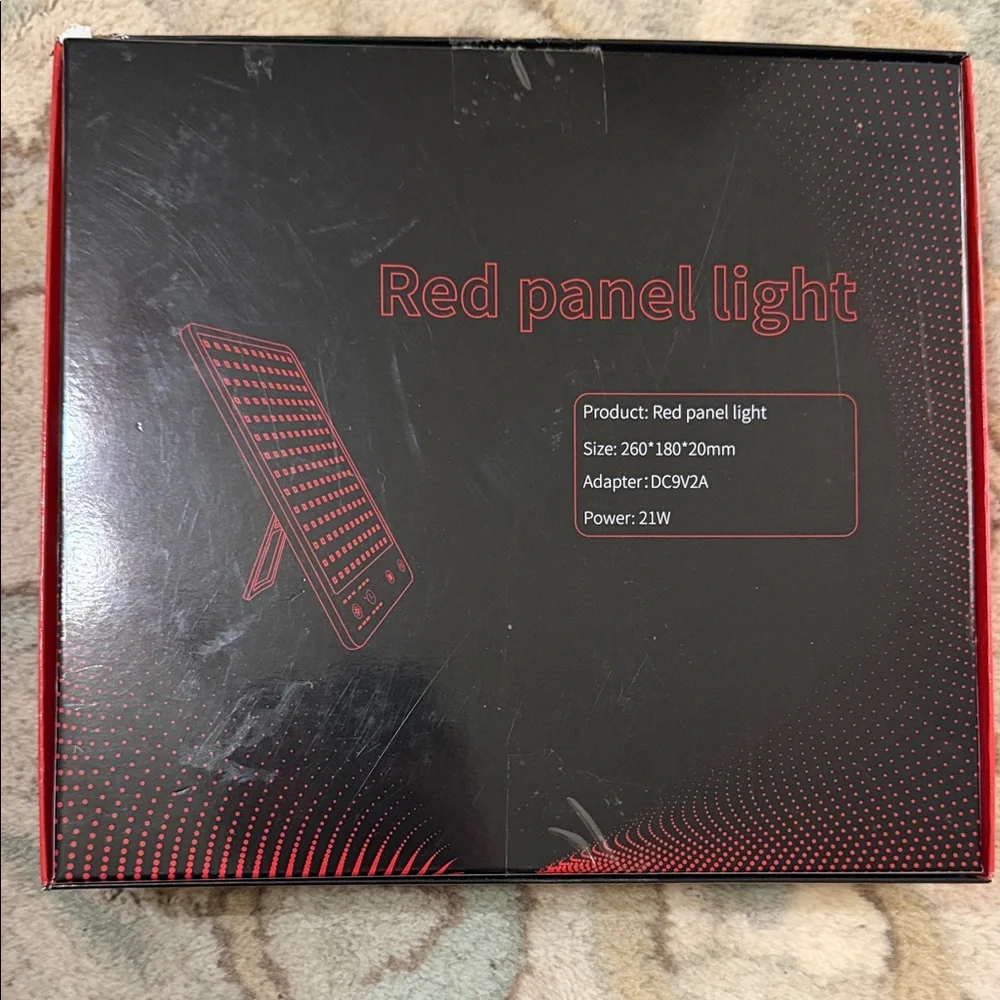 Red panel light
Product: Red panel light
Size: 260*180*20mm
Adapter:DC9V2A
Power: 21W